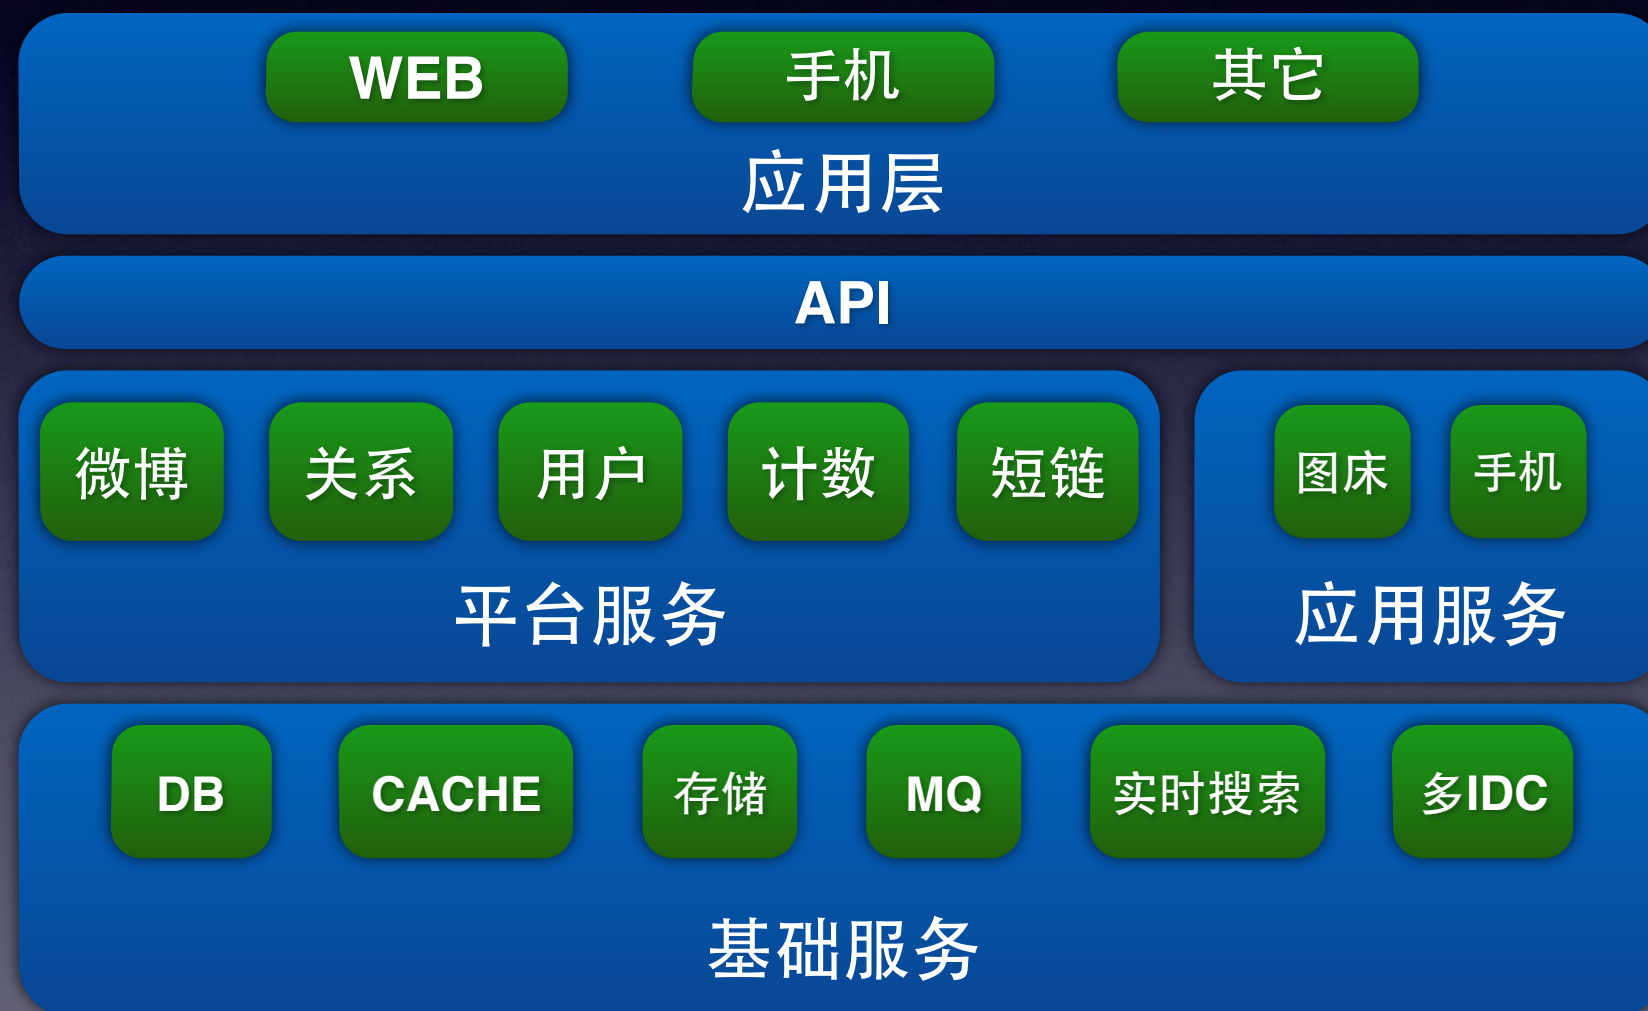 WEB 手机 其它
应用层
API
微博 关系 用户 计数 短链 图床 手机
平台服务 应用服务
DB CACHE 存储 MQ 实时搜索 多IDC
基础服务